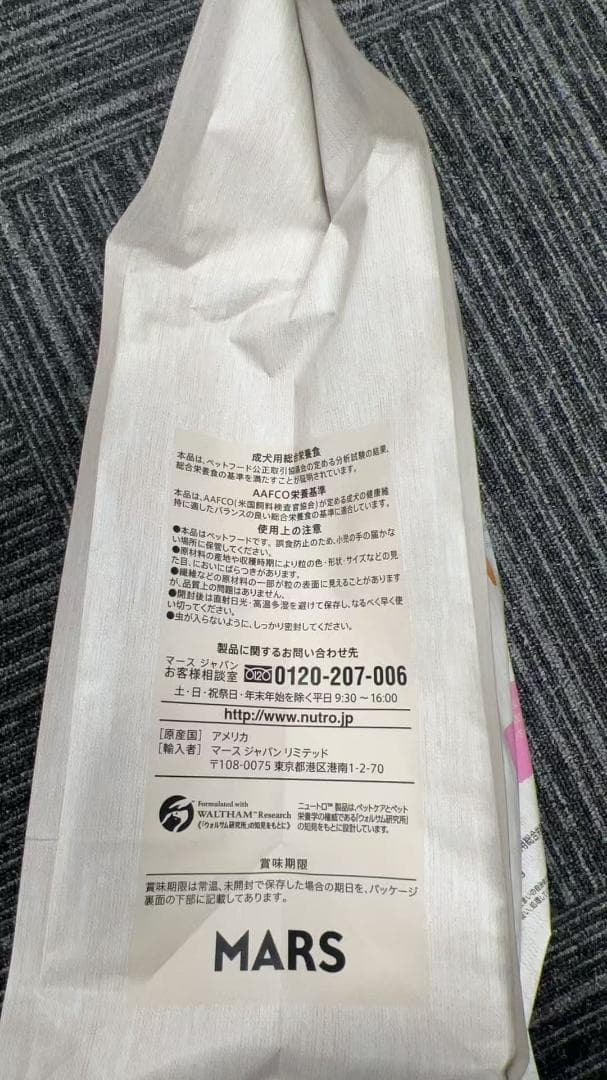 成犬用総合栄養食
本品は、ペットフード公正取引協議会の定める分析試験の結果、
総合栄養食の基準を満たすことが証明されています。
AAFCO栄養基準
本品は、AAFCO(米国飼料検査官協会)が定める成犬の健康維
持に適したバランスの良い総合栄養食の基準に適合しています。
使用上の注意
●本品はペットフードです。誤食防止のため、小児の手の届かな
い場所に保管してください。
●原材料の産地や収穫時期により粒の色・形状・サイズなどの見
た目、においにばらつきがあります。
●繊維などの原材料の一部が粒の表面に見えることがあります
が、品質上の問題はありません。
●開封後は直射日光・高温多湿を避けて保存し、なるべく早く使
い切ってください。
●虫が入らないように、しっかり密封してください。
製品に関するお問い合わせ先
マース ジャパン
お客様相談室 0120 0120-207-006
土・日・祝祭日・年末年始を除く平日 9:30～16:00
http://www.nutro.jp
[原産国] アメリカ
[輸入者] マース ジャパン リミテッド
〒108-0075 東京都港区港南1-2-70
Formulated with
WALTHAM™ Research
《「ウォルサム研究所」の知見をもとに》
ニュートロ™ 製品は、ペットケアとペット
栄養学の権威である「ウォルサム研究所」
の知見をもとに設計しています。
賞味期限
賞味期限は常温、未開封で保存した場合の期日を、パッケージ
裏面の下部に記載してあります。
MARS